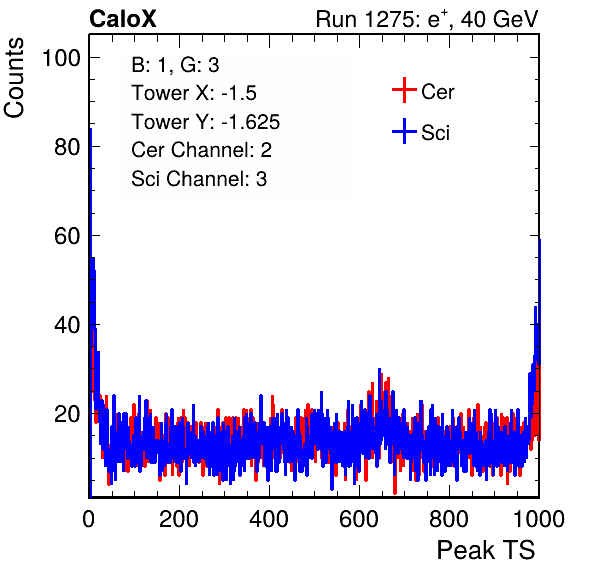 CaloX Run 1275: e⁺, 40 GeV
Counts
100
80
60
40
20
B: 1, G: 3
Tower X: -1.5
Tower Y: -1.625
Cer Channel: 2
Sci Channel: 3
Cer
Sci
0 200 400 600 800 1000
Peak TS